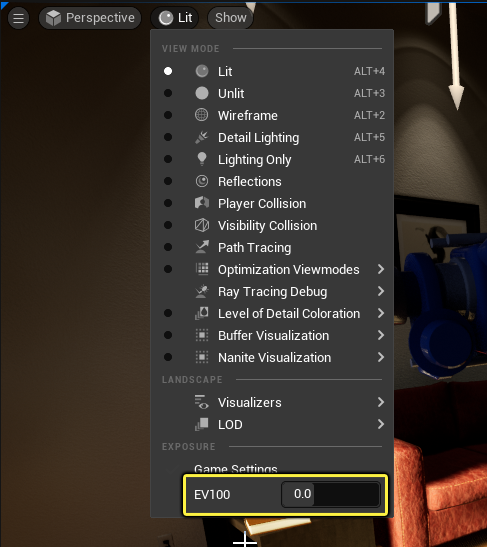 Perspective Lit Show
VIEW MODE
Lit ALT+4
Unlit ALT+3
Wireframe ALT+2
Detail Lighting ALT+5
Lighting Only ALT+6
Reflections
Player Collision
Visibility Collision
Path Tracing
Optimization Viewmodes
Ray Tracing Debug
Level of Detail Coloration
Buffer Visualization
Nanite Visualization
LANDSCAPE
Visualizers
LOD
EXPOSURE
Game Settings
EV100 0.0